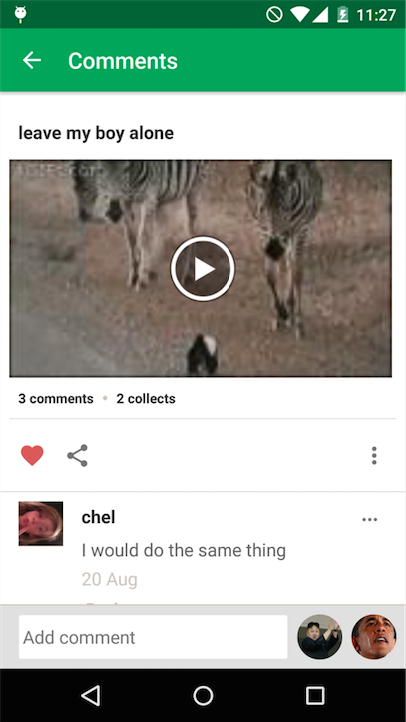 11:27
Comments
leave my boy alone
3 comments • 2 collects
chel
I would do the same thing
20 Aug
Add comment